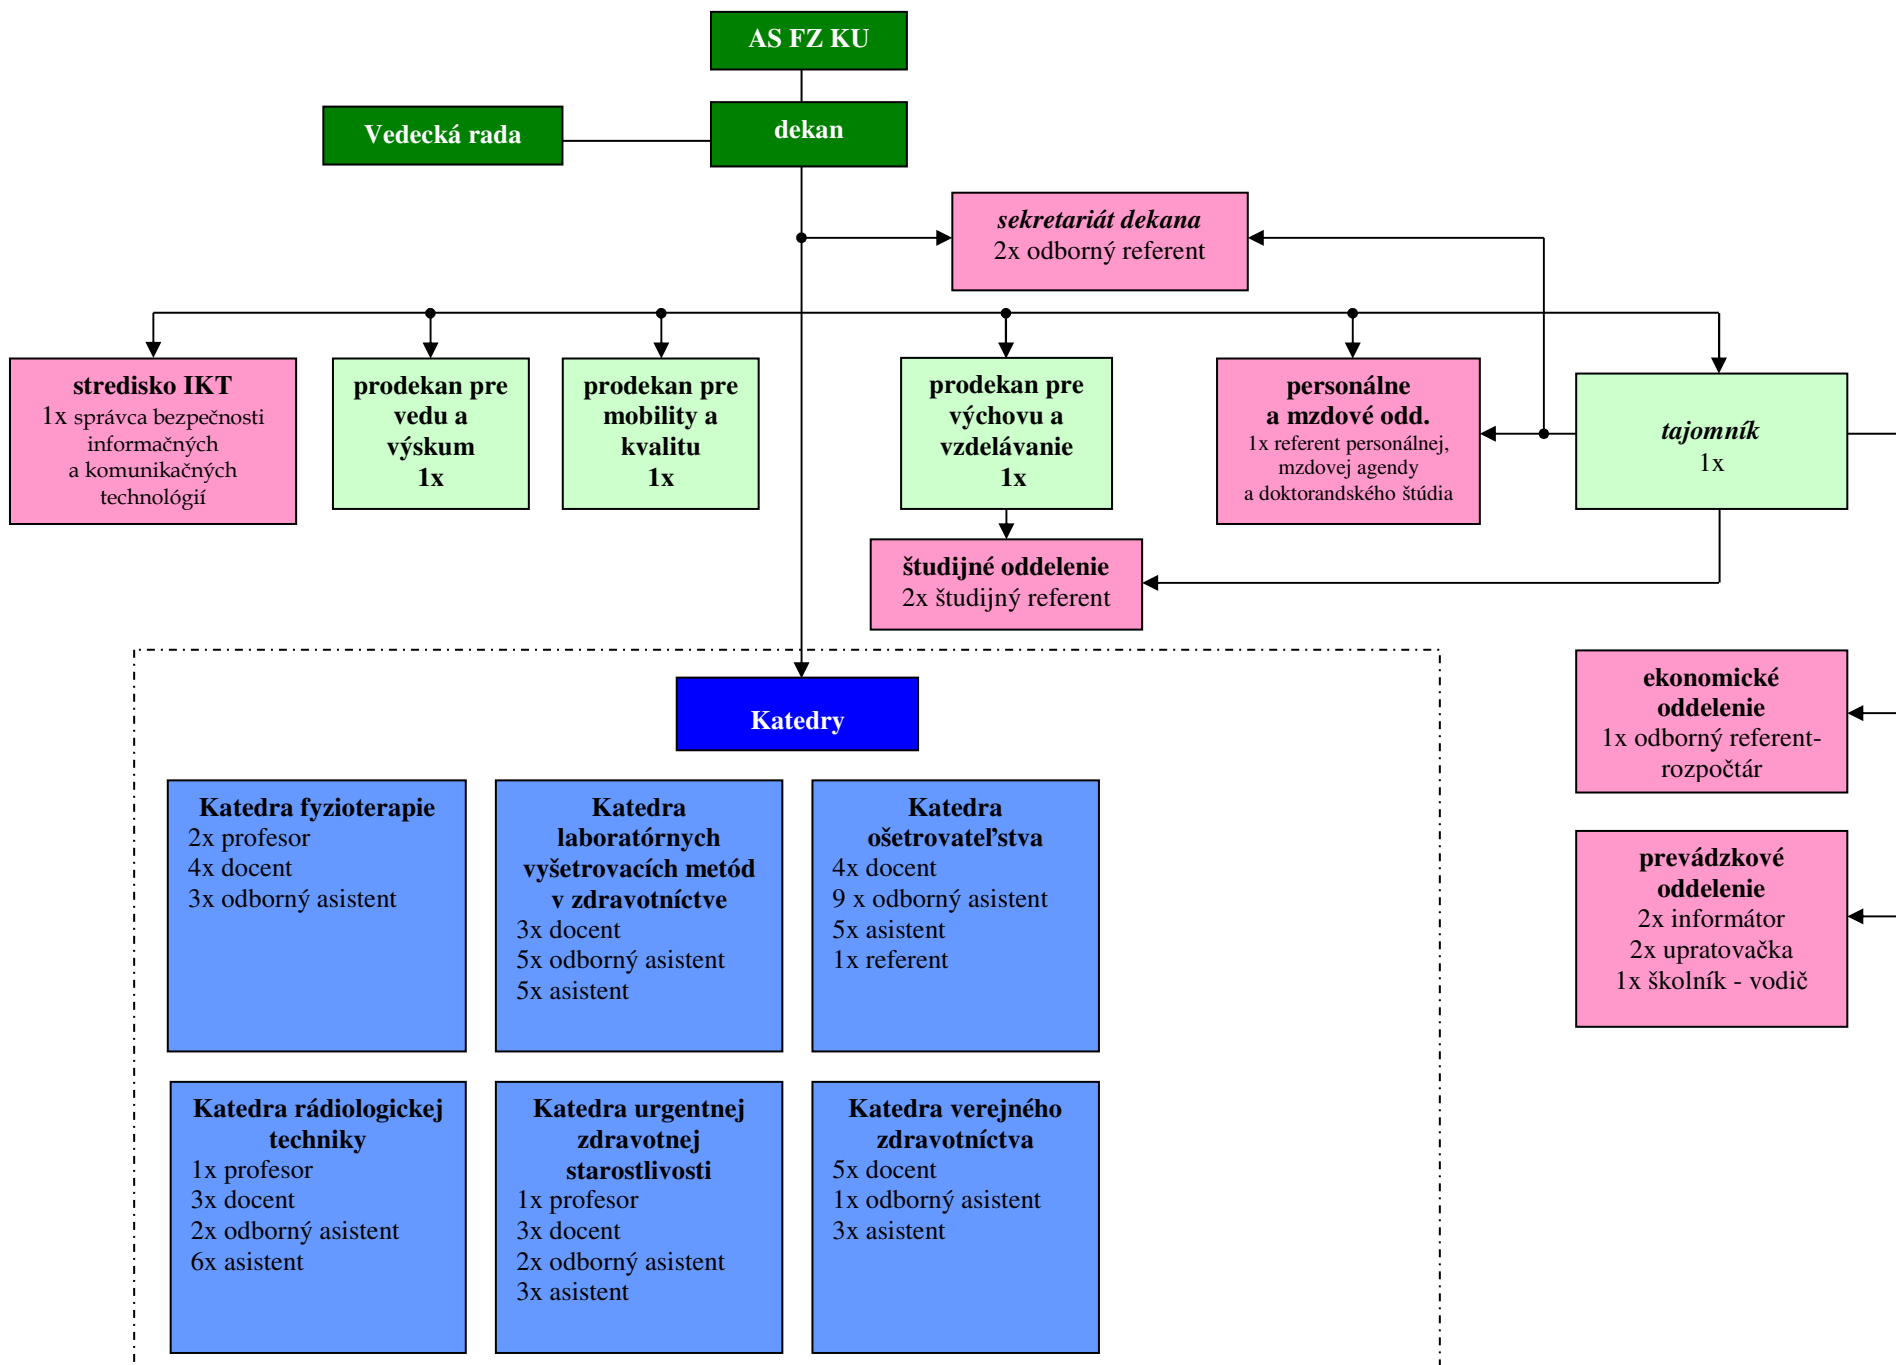 AS FZ KU
Vedecká rada
dekan
sekretariát dekana
2x odborný referent
stredisko IKT
1x správca bezpečnosti
informačných
a komunikačných
technológií
prodekan pre
vedu a
výskum
1x
prodekan pre
mobility a
kvalitu
1x
prodekan pre
výchovu a
vzdelávanie
1x
personálne
a mzdové odd.
1x referent personálnej,
mzdovej agendy
a doktorandského štúdia
tajomník
1x
študijné oddelenie
2x študijný referent
Katedry
ekonomické
oddelenie
1x odborný referent-
rozpočtár
Katedra fyzioterapie
2x profesor
4x docent
3x odborný asistent
Katedra
laboratórnych
vyšetrovacích metód
v zdravotníctve
3x docent
5x odborný asistent
5x asistent
Katedra
ošetrovateľstva
4x docent
9 x odborný asistent
5x asistent
1x referent
prevádzkové
oddelenie
2x informátor
2x upratovačka
1x školník - vodič
Katedra rádiologickej
techniky
1x profesor
3x docent
2x odborný asistent
6x asistent
Katedra urgentnej
zdravotnej
starostlivosti
1x profesor
3x docent
2x odborný asistent
3x asistent
Katedra verejného
zdravotníctva
5x docent
1x odborný asistent
3x asistent